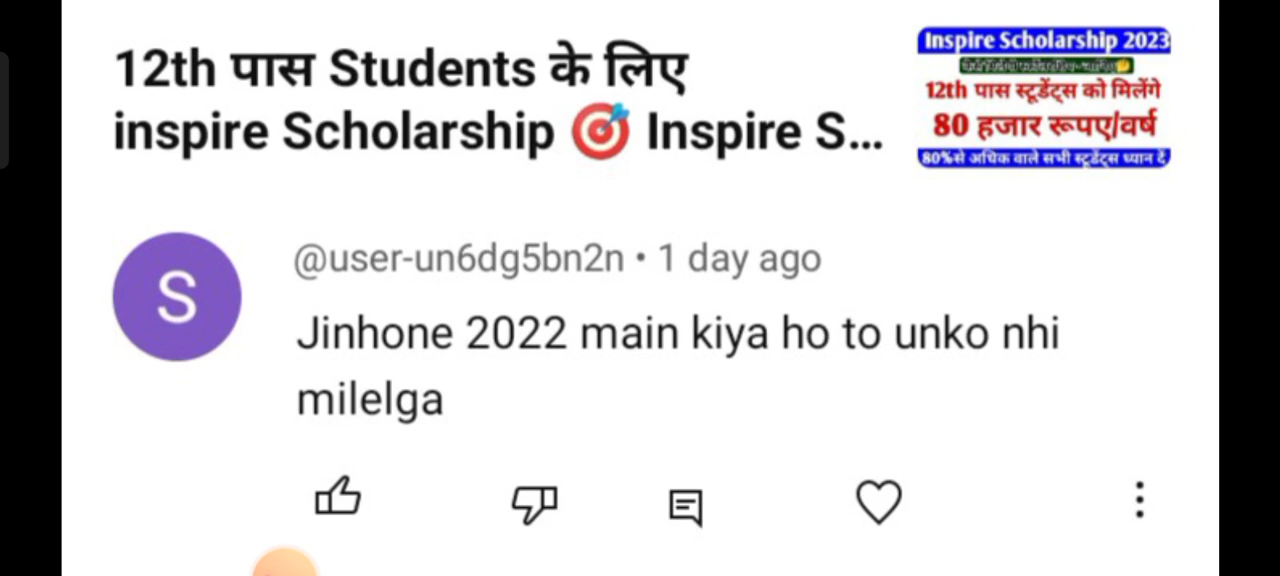 12th पास Students के लिए
inspire Scholarship 🎯 Inspire S...
Inspire Scholarship 2023
12th पास स्टूडेंट्स को मिलेंगे
80 हजार रूपए/वर्ष
80%से अधिक वाले सभी स्टूडेंट्स ध्यान दें
S
@user-un6dg5bn2n • 1 day ago
Jinhone 2022 main kiya ho to unko nhi
milelga